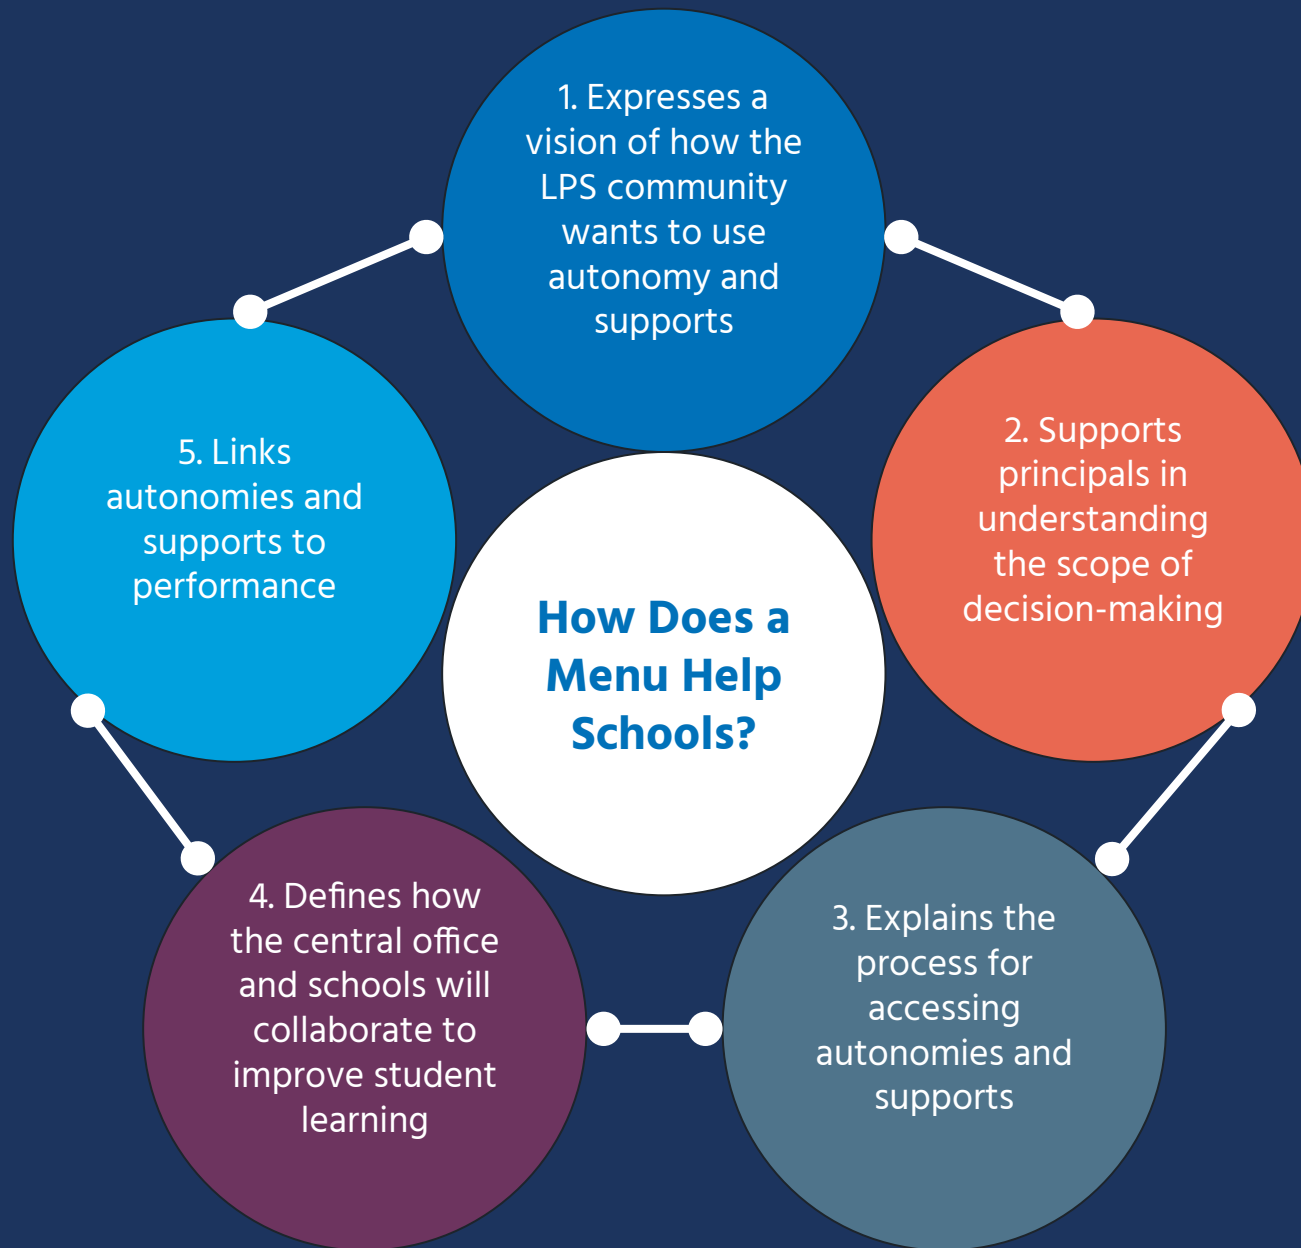 1. Expresses a
vision of how the
LPS community
wants to use
autonomy and
supports
2. Supports
principals in
understanding
the scope of
decision-making
3. Explains the
process for
accessing
autonomies and
supports
4. Defines how
the central office
and schools will
collaborate to
improve student
learning
5. Links
autonomies and
supports to
performance
How Does a
Menu Help
Schools?